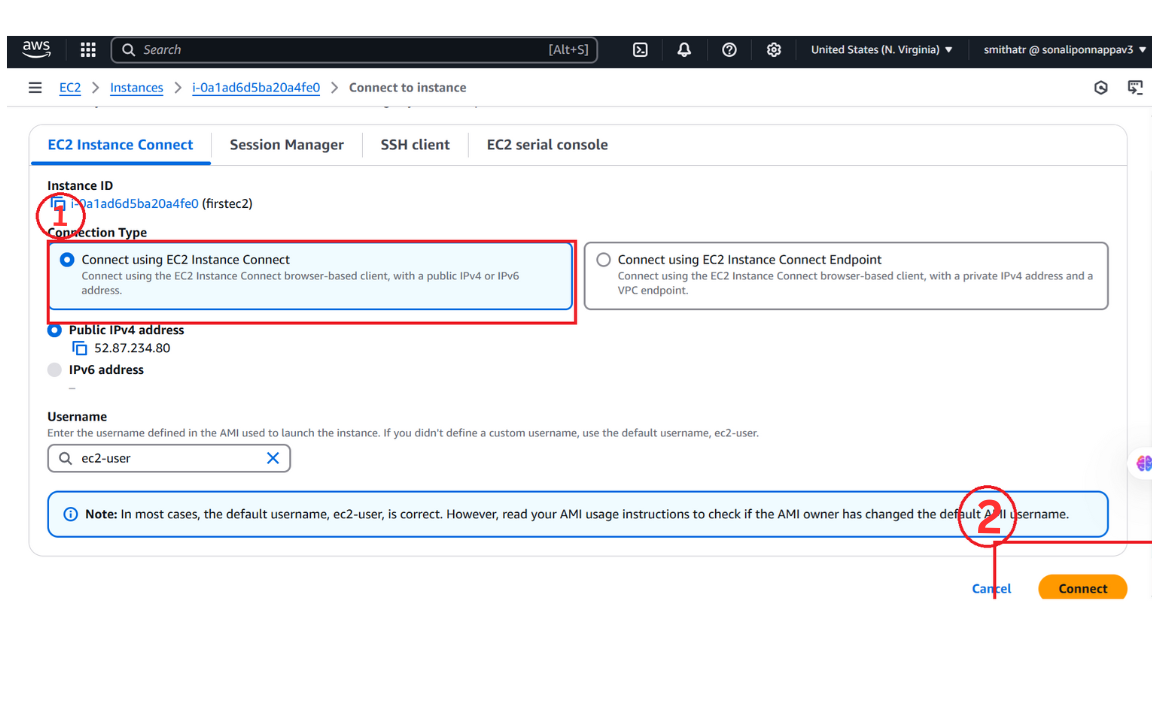 aws Search [Alt+S] United States (N. Virginia) ▼ smithatr @ sonaliponnappav3 ▼
EC2 > Instances > i-0a1ad6d5ba20a4fe0 > Connect to instance
EC2 Instance Connect Session Manager SSH client EC2 serial console
Instance ID
i-0a1ad6d5ba20a4fe0 (firstec2)
1
Connection Type
Connect using EC2 Instance Connect
Connect using the EC2 Instance Connect browser-based client, with a public IPv4 or IPv6
address.
Connect using EC2 Instance Connect Endpoint
Connect using the EC2 Instance Connect browser-based client, with a private IPv4 address and a
VPC endpoint.
Public IPv4 address
52.87.234.80
IPv6 address
–
Username
Enter the username defined in the AMI used to launch the instance. If you didn't define a custom username, use the default username, ec2-user.
ec2-user
Note: In most cases, the default username, ec2-user, is correct. However, read your AMI usage instructions to check if the AMI owner has changed the default AMI username.
2
Cancel Connect